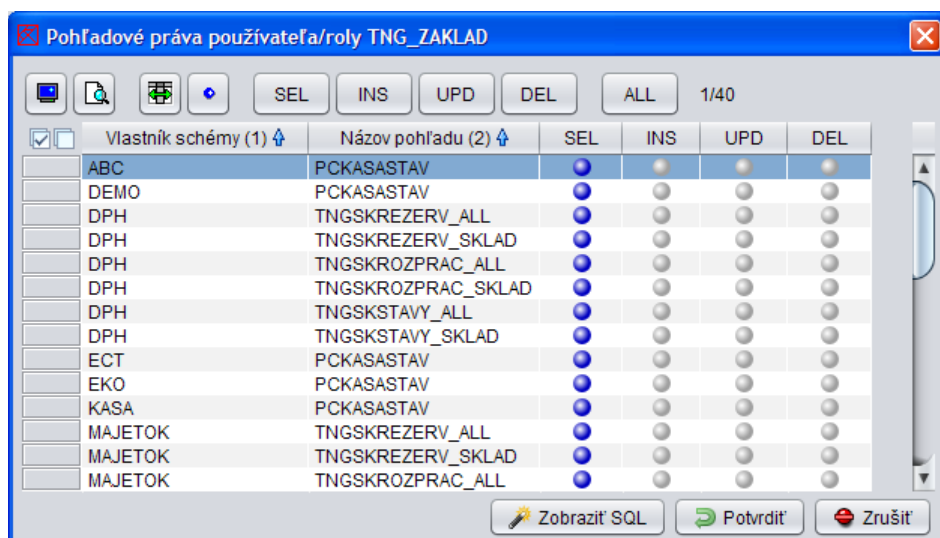 Pohľadové práva používateľa/roly TNG_ZAKLAD
SEL INS UPD DEL ALL 1/40
Vlastník schémy (1) Názov pohľadu (2) SEL INS UPD DEL
ABC PCKASASTAV
DEMO PCKASASTAV
DPH TNGSKREZERV_ALL
DPH TNGSKREZERV_SKLAD
DPH TNGSKROZPRAC_ALL
DPH TNGSKROZPRAC_SKLAD
DPH TNGSKSTAVY_ALL
DPH TNGSKSTAVY_SKLAD
ECT PCKASASTAV
EKO PCKASASTAV
KASA PCKASASTAV
MAJETOK TNGSKREZERV_ALL
MAJETOK TNGSKREZERV_SKLAD
MAJETOK TNGSKROZPRAC_ALL
Zobraziť SQL Potvrdiť Zrušiť